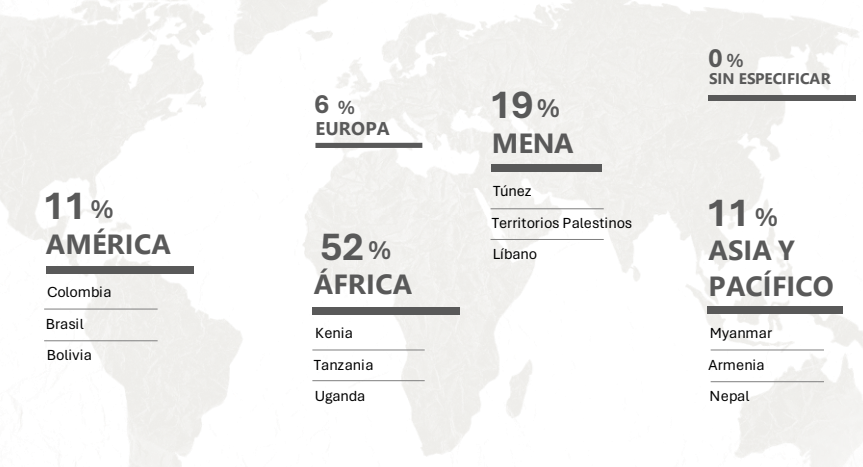 11 %
AMÉRICA
Colombia
Brasil
Bolivia
6 %
EUROPA
52 %
ÁFRICA
Kenia
Tanzania
Uganda
19 %
MENA
Túnez
Territorios Palestinos
Líbano
0 %
SIN ESPECIFICAR
11 %
ASIA Y
PACÍFICO
Myanmar
Armenia
Nepal